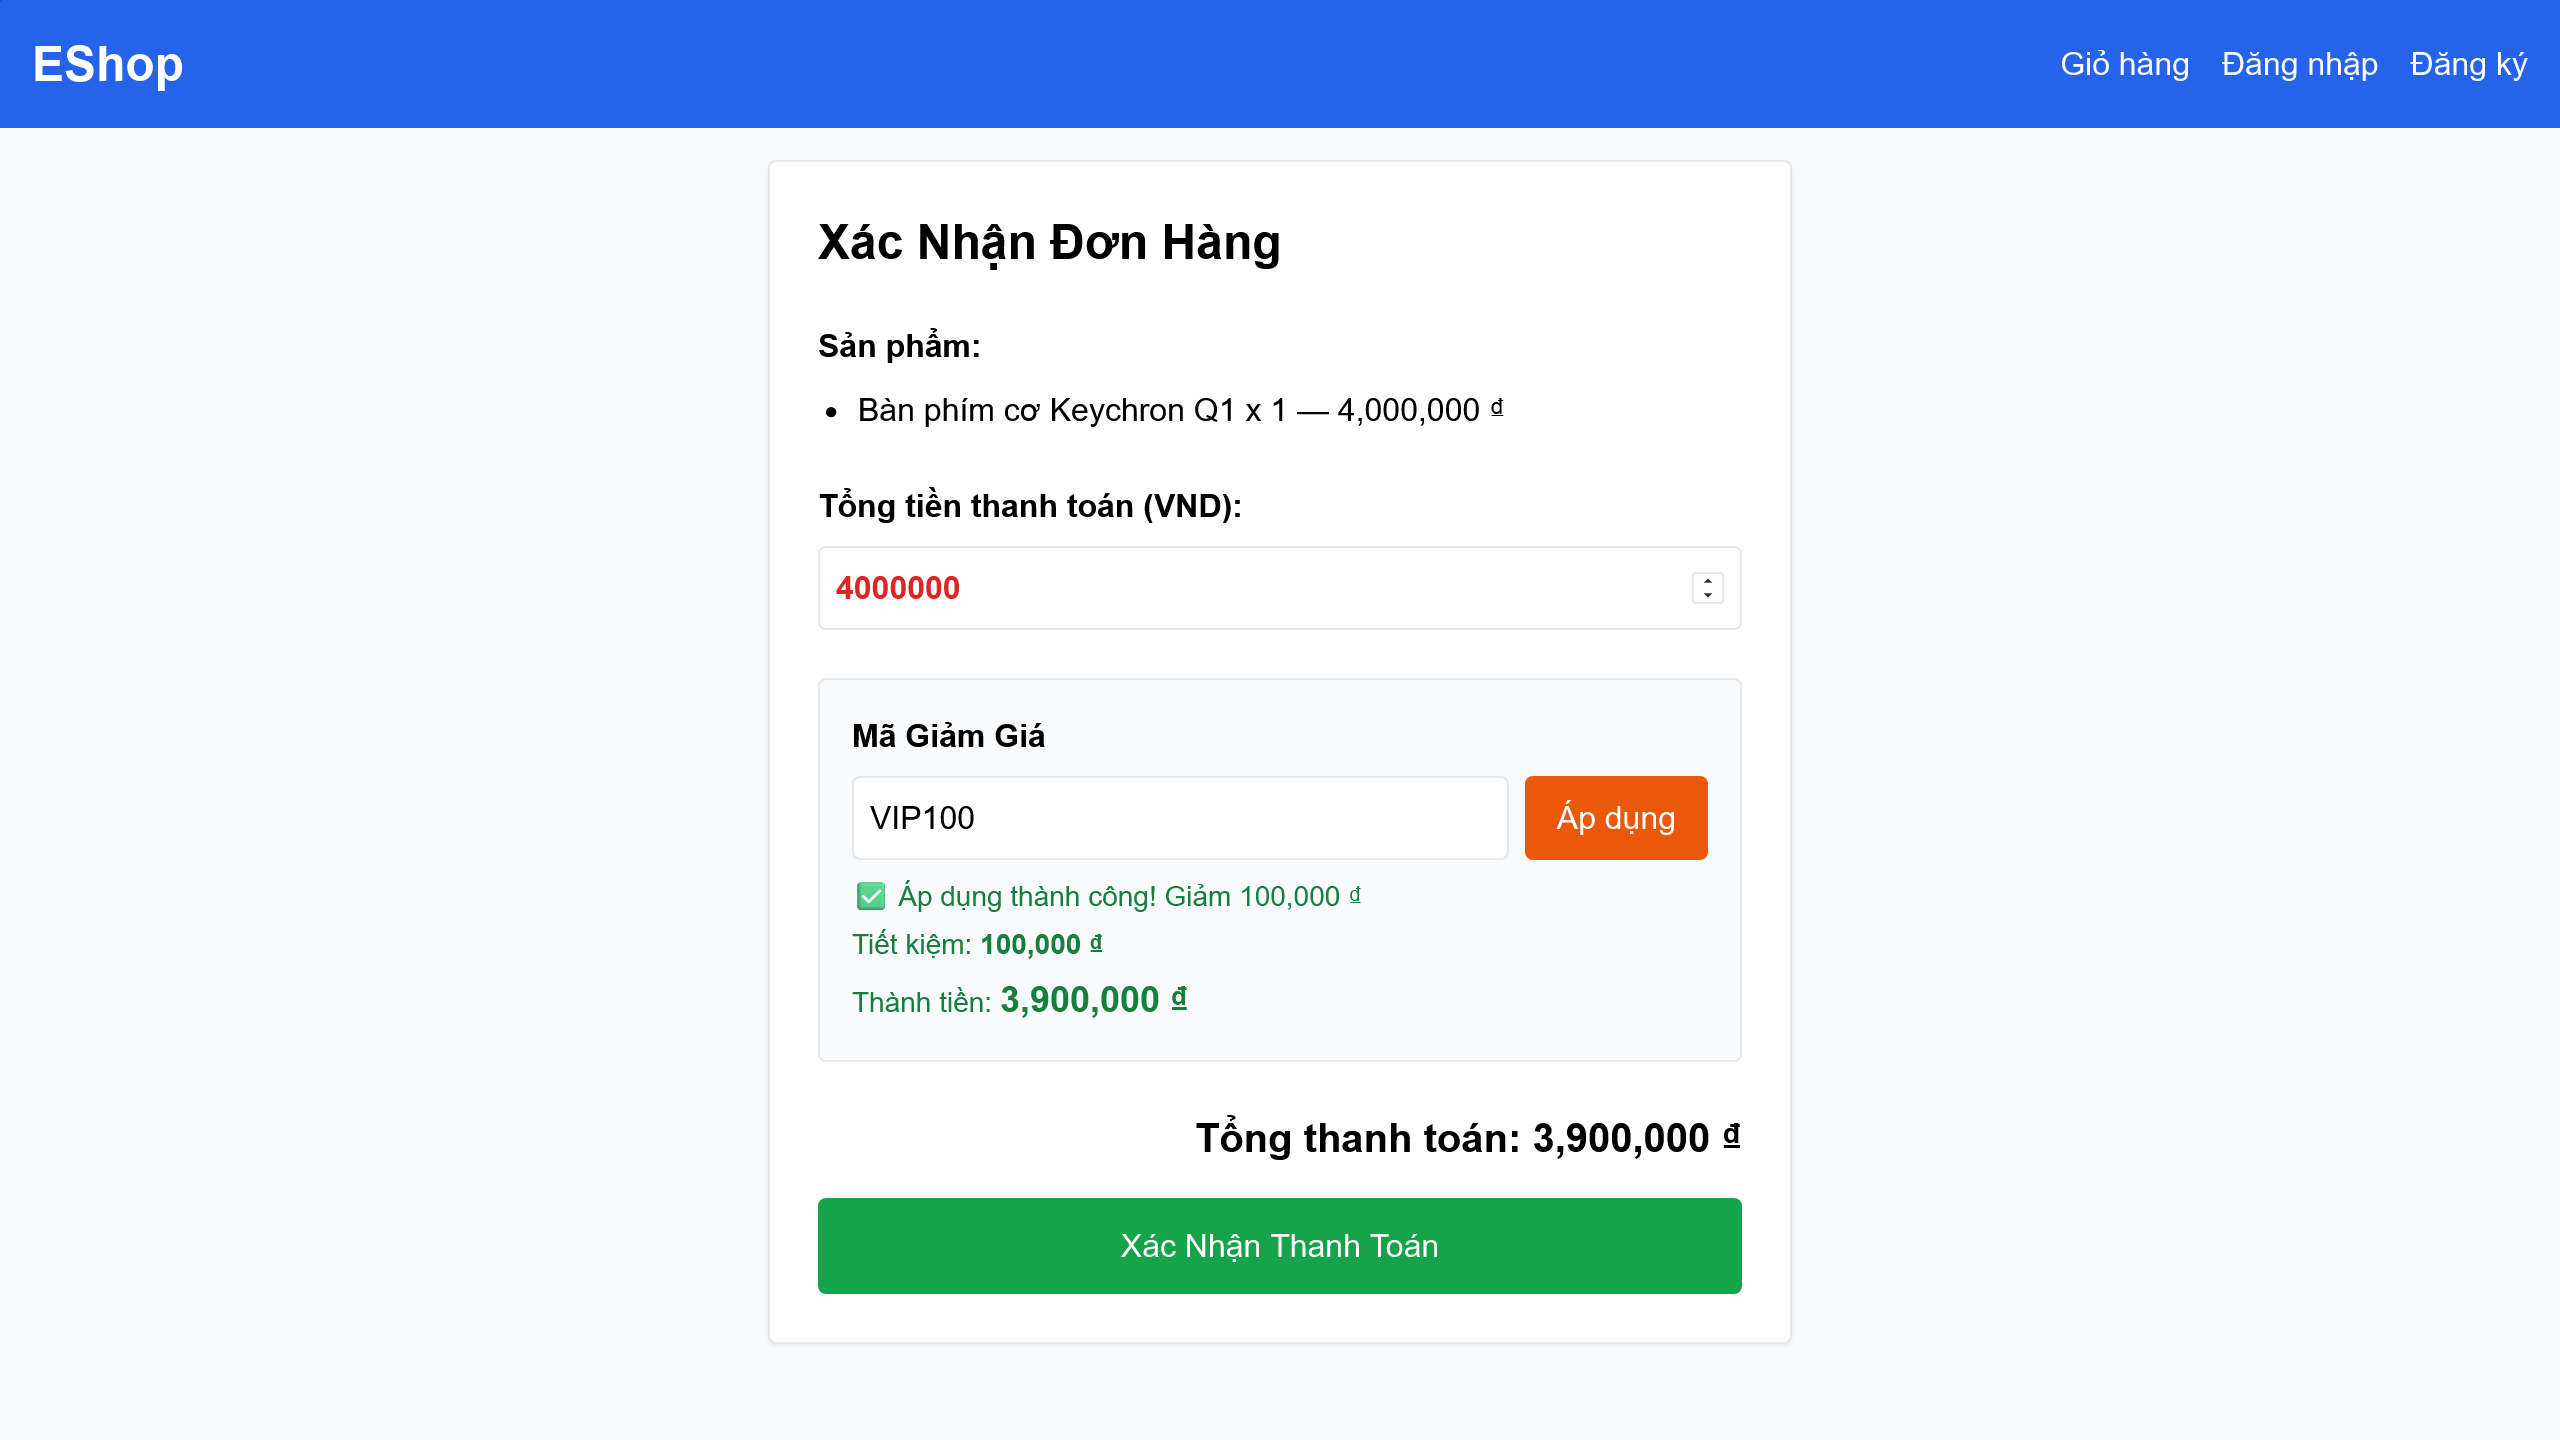 EShop
Giỏ hàng Đăng nhập Đăng ký
Xác Nhận Đơn Hàng
Sản phẩm:
• Bàn phím cơ Keychron Q1 x 1 — 4,000,000 ₫
Tổng tiền thanh toán (VND):
4000000
Mã Giảm Giá
VIP100
Áp dụng
✅ Áp dụng thành công! Giảm 100,000 ₫
Tiết kiệm: 100,000 ₫
Thành tiền: 3,900,000 ₫
Tổng thanh toán: 3,900,000 ₫
Xác Nhận Thanh Toán